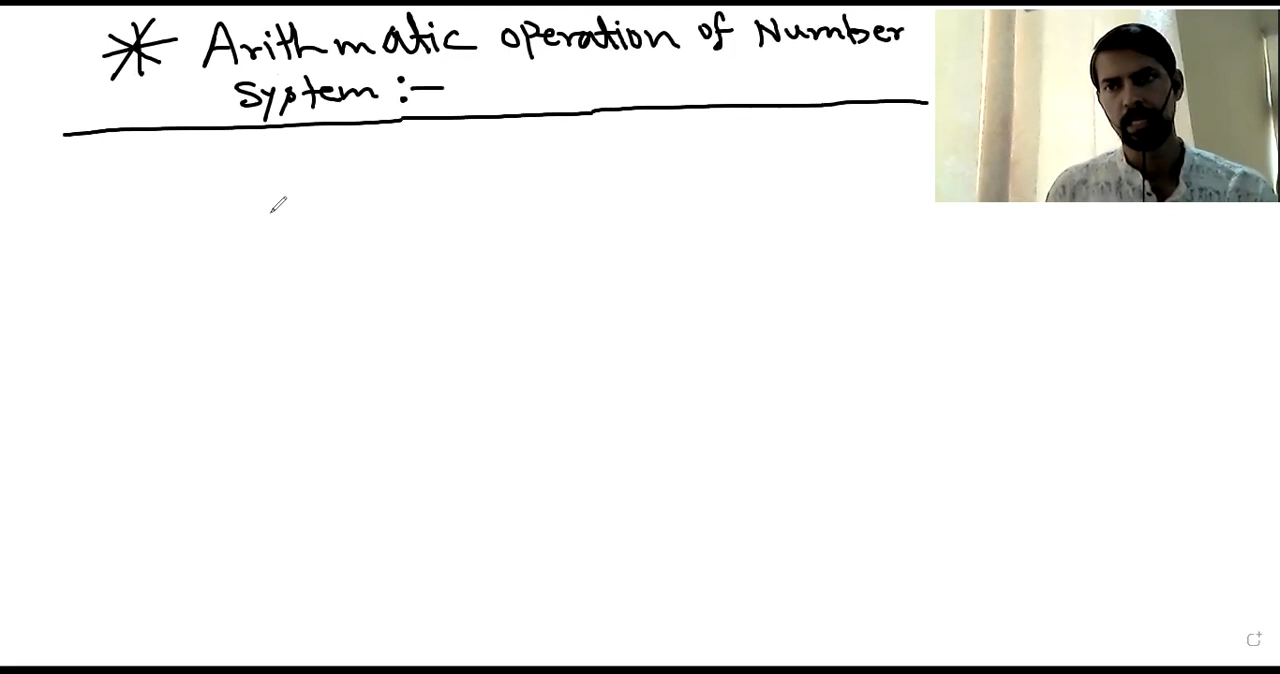 * Arithmatic operation of Number
System :-